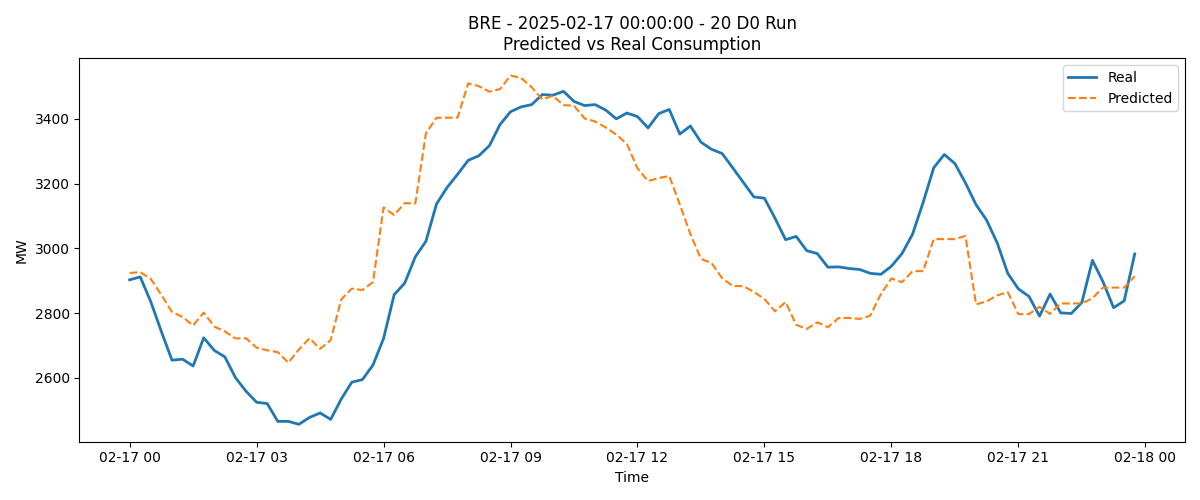 BRE - 2025-02-17 00:00:00 - 20 D0 Run
Predicted vs Real Consumption
Real
Predicted
MW
3400
3200
3000
2800
2600
02-17 00
02-17 03
02-17 06
02-17 09
02-17 12
02-17 15
02-17 18
02-17 21
02-18 00
Time